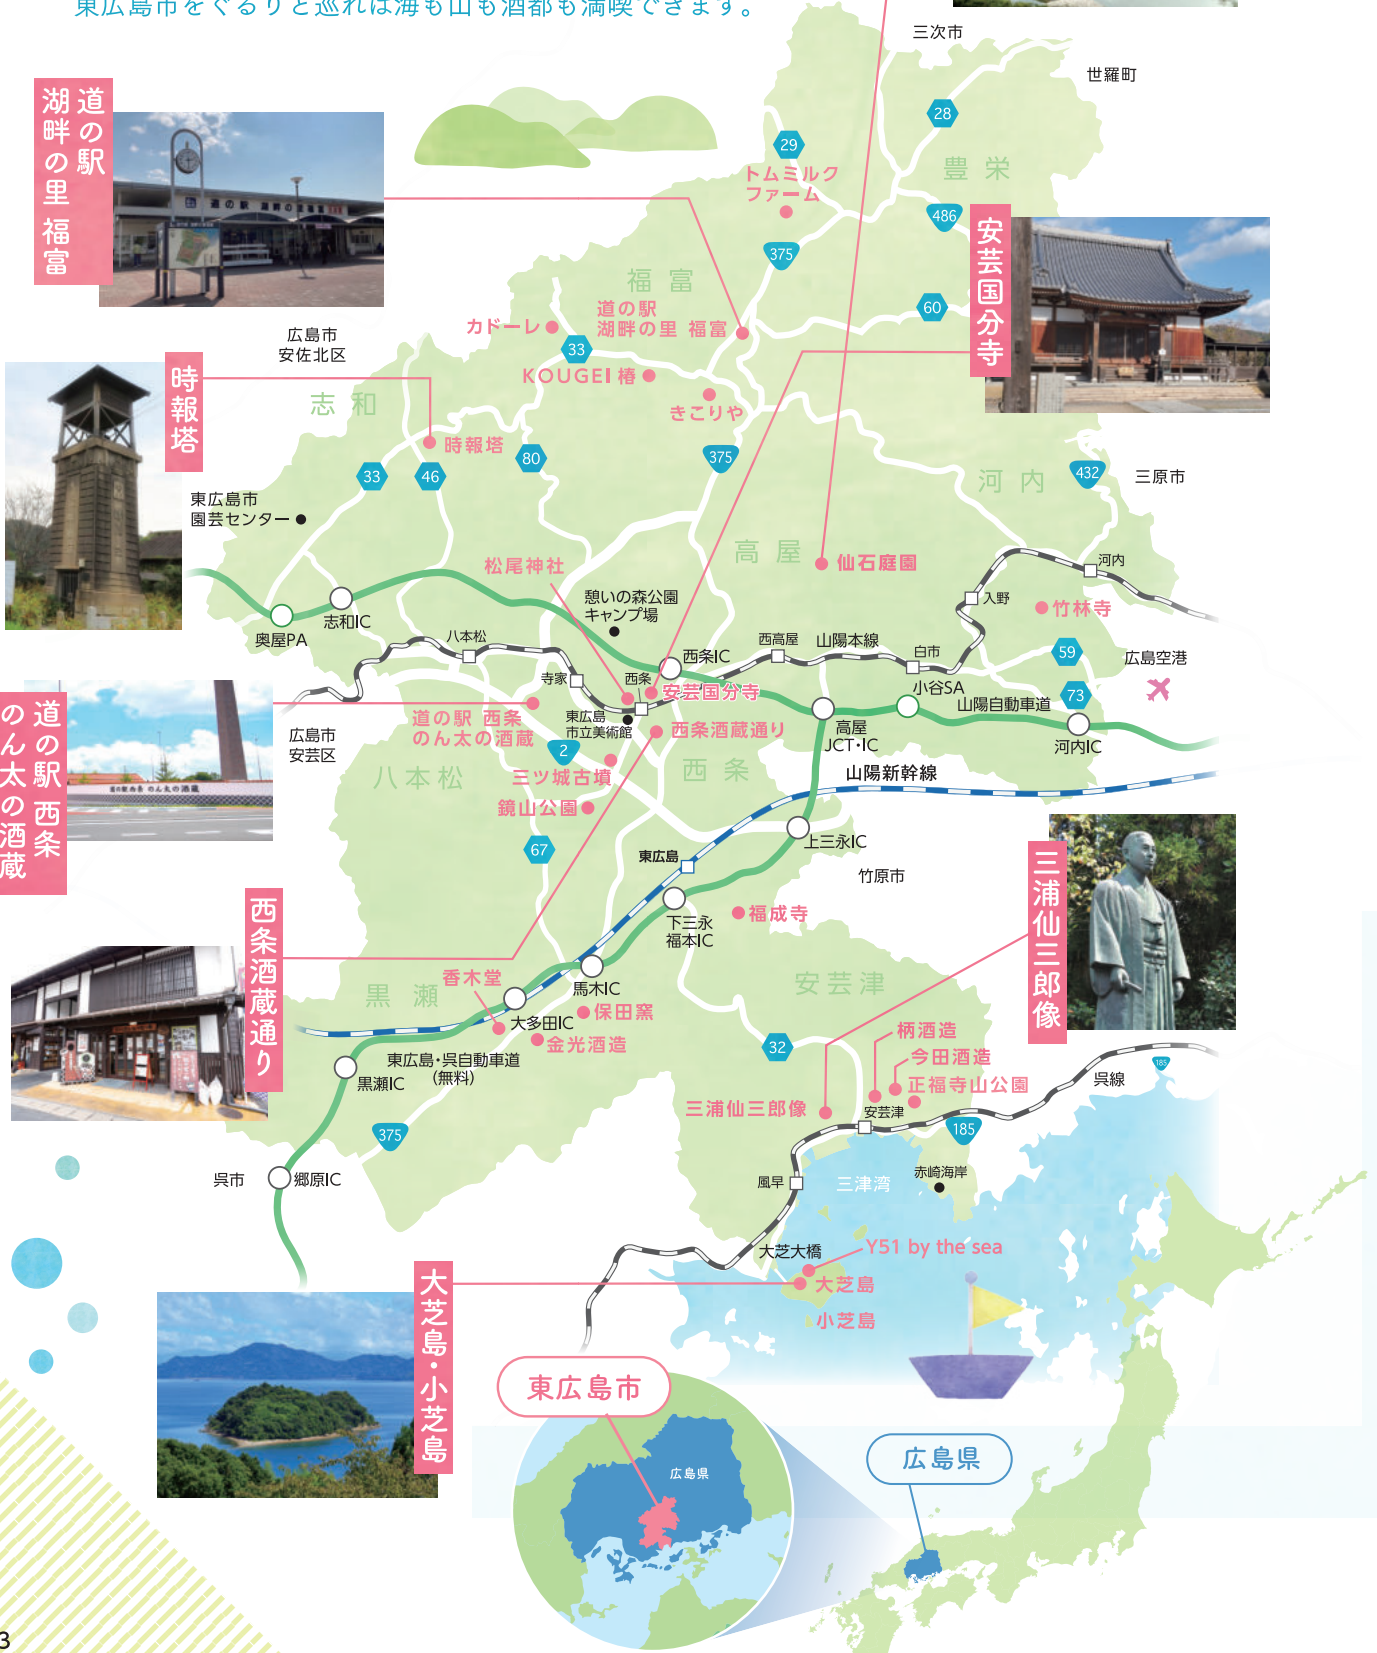 東広島市をぐるりと巡れば海も山も酒都も満喫できます。
三次市
世羅町
道の駅
湖畔の里 福富
28
29
トムミルク
ファーム
豊栄
486
安芸国分寺
375
福富
道の駅
湖畔の里 福富
60
カドーレ
33
広島市
安佐北区
KOUGEI 椿
きこりや
時報塔
志和
時報塔
80
375
33
46
河内
432
三原市
東広島市
園芸センター
高屋
仙石庭園
松尾神社
憩いの森公園
キャンプ場
河内
入野
竹林寺
奥屋PA
志和IC
八本松
西条IC
西高屋
山陽本線
白市
59
広島空港
寺家
西条
安芸国分寺
小谷SA
73
山陽自動車道
道の駅 西条
のん太の酒蔵
道の駅 西条 のん太の酒蔵
広島市
安芸区
道の駅 西条
のん太の酒蔵
東広島
市立美術館
西条酒蔵通り
高屋
JCT・IC
河内IC
2
八本松
三ツ城古墳
西条
山陽新幹線
鏡山公園
67
東広島
上三永IC
竹原市
三浦仙三郎像
西条酒蔵通り
下三永
福本IC
福成寺
香木堂
馬木IC
黒瀬
安芸津
大多田IC
保田窯
金光酒造
32
柄酒造
今田酒造
正福寺山公園
東広島・呉自動車道
(無料)
黒瀬IC
三浦仙三郎像
安芸津
呉線
185
375
185
呉市
郷原IC
風早
三津湾
赤崎海岸
大芝大橋
Y51 by the sea
大芝島
小芝島
大芝島・小芝島
東広島市
広島県
広島県
3